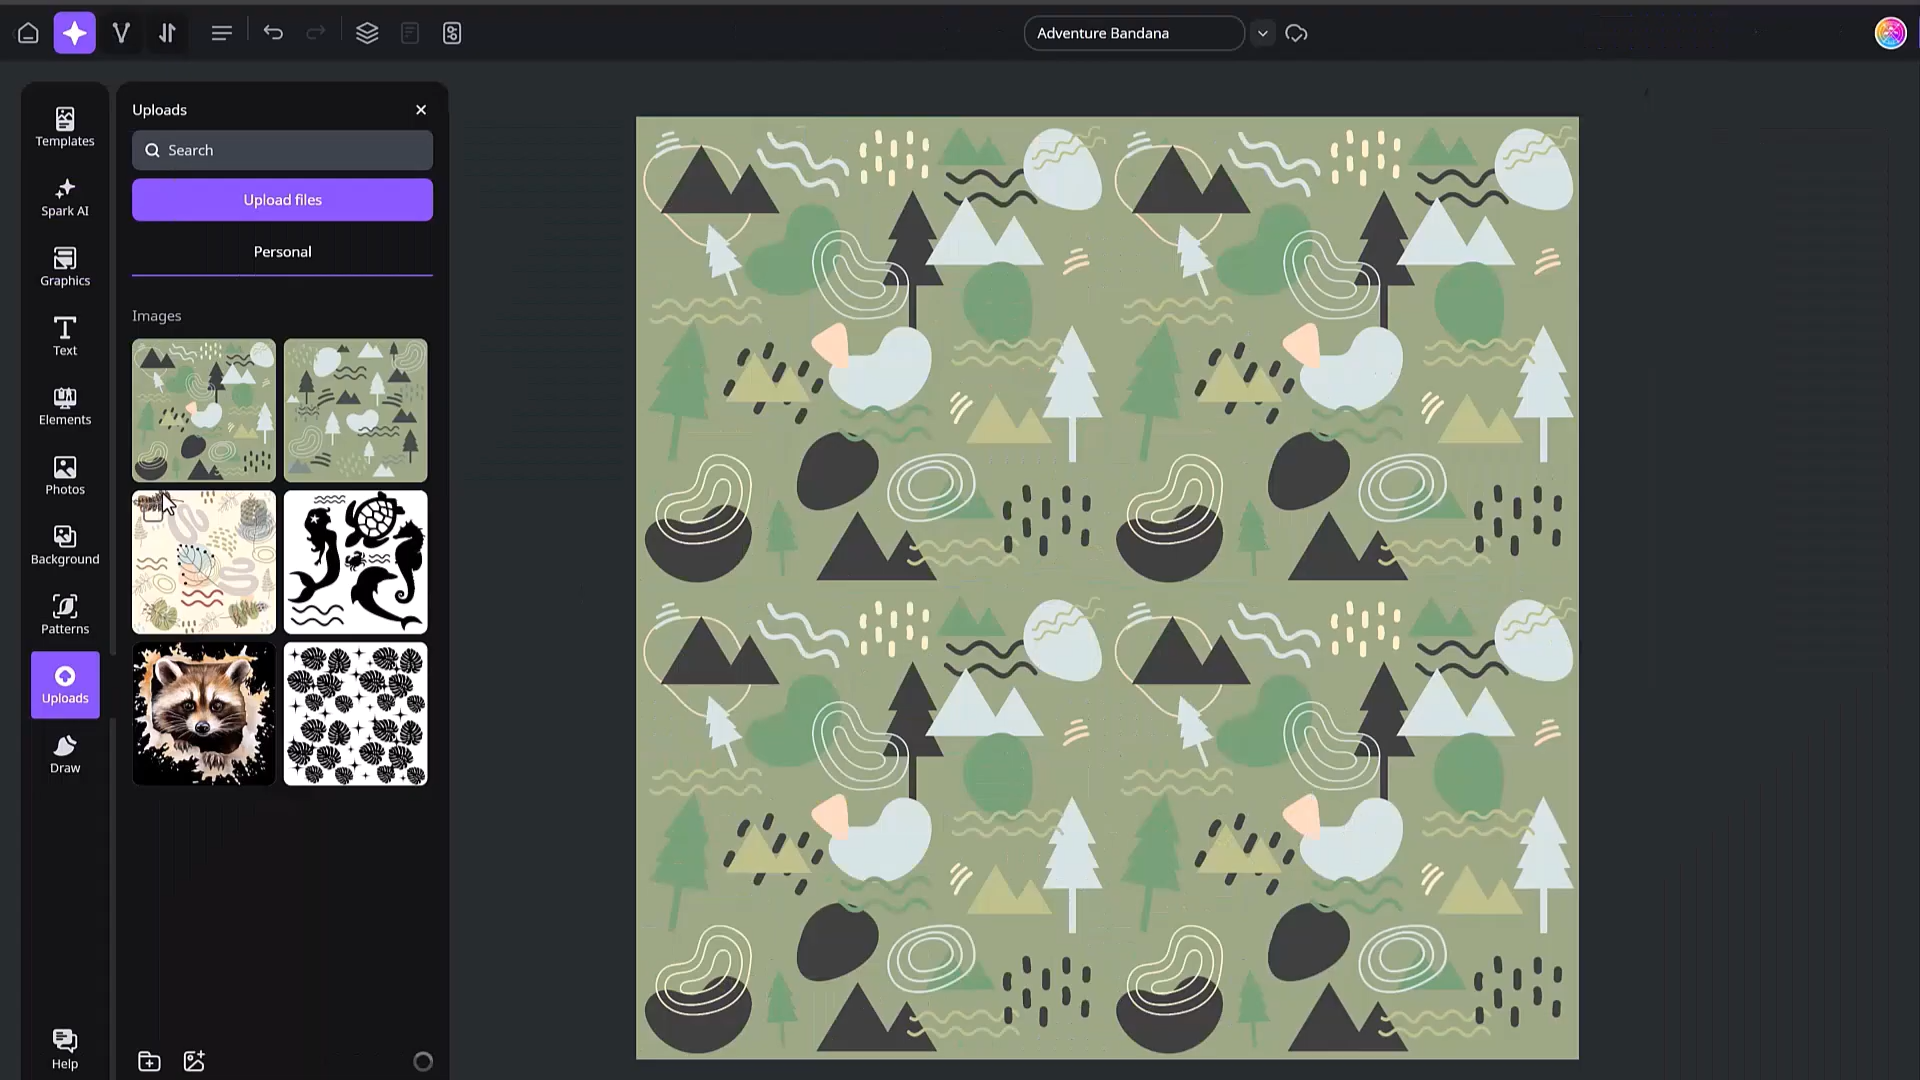 Adventure Bandana
Templates
Spark AI
Graphics
Text
Elements
Photos
Background
Patterns
Uploads
Draw
Help
Uploads
Search
Upload files
Personal
Images